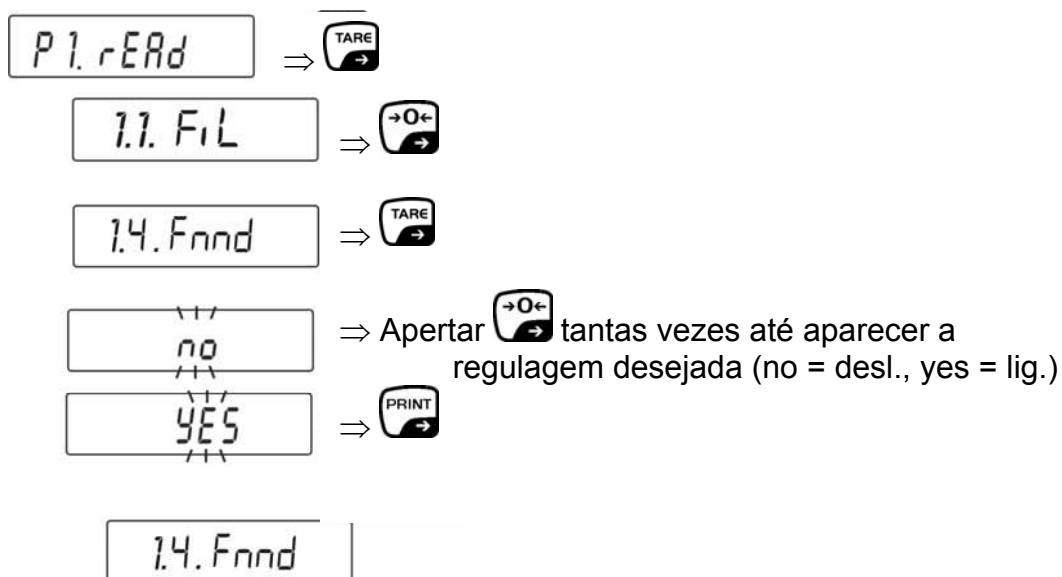 P 1. rEAd ⇒ TARE
1.1. FiL ⇒ →0←
1.4. Fnnd ⇒ TARE
no ⇒ Apertar →0← tantas vezes até aparecer a
regulagem desejada (no = desl., yes = lig.)
YES ⇒ PRINT
1.4. Fnnd